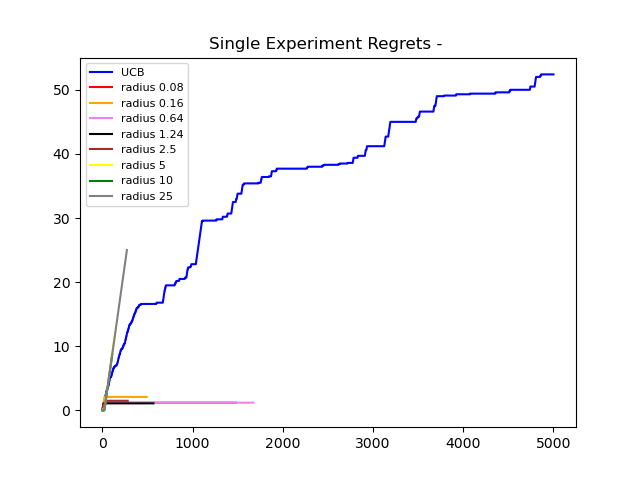 Single Experiment Regrets -
UCB
radius 0.08
radius 0.16
radius 0.64
radius 1.24
radius 2.5
radius 5
radius 10
radius 25
50
40
30
20
10
0
0 1000 2000 3000 4000 5000